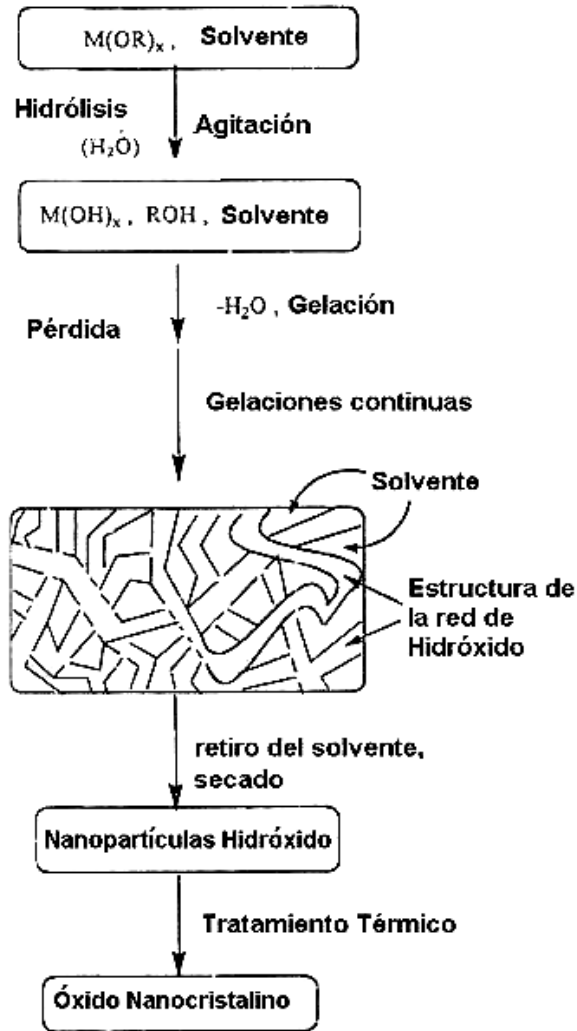 M(OR)ₓ, Solvente
Hidrólisis
(H₂O)
Agitación
M(OH)ₓ, ROH, Solvente
-H₂O, Gelación
Pérdida
Gelaciones continuas
Solvente
Estructura de
la red de
Hidróxido
retiro del solvente,
secado
Nanopartículas Hidróxido
Tratamiento Térmico
Óxido Nanocristalino